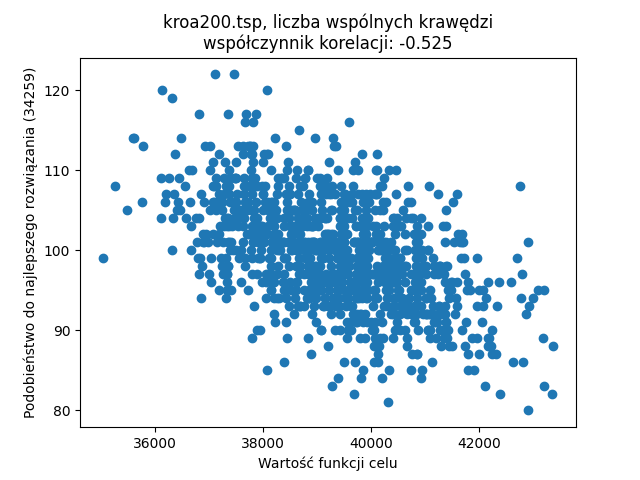 kroa200.tsp, liczba wspólnych krawędzi
współczynnik korelacji: -0.525
Podobieństwo do najlepszego rozwiązania (34259)
120
110
100
90
80
36000 38000 40000 42000
Wartość funkcji celu